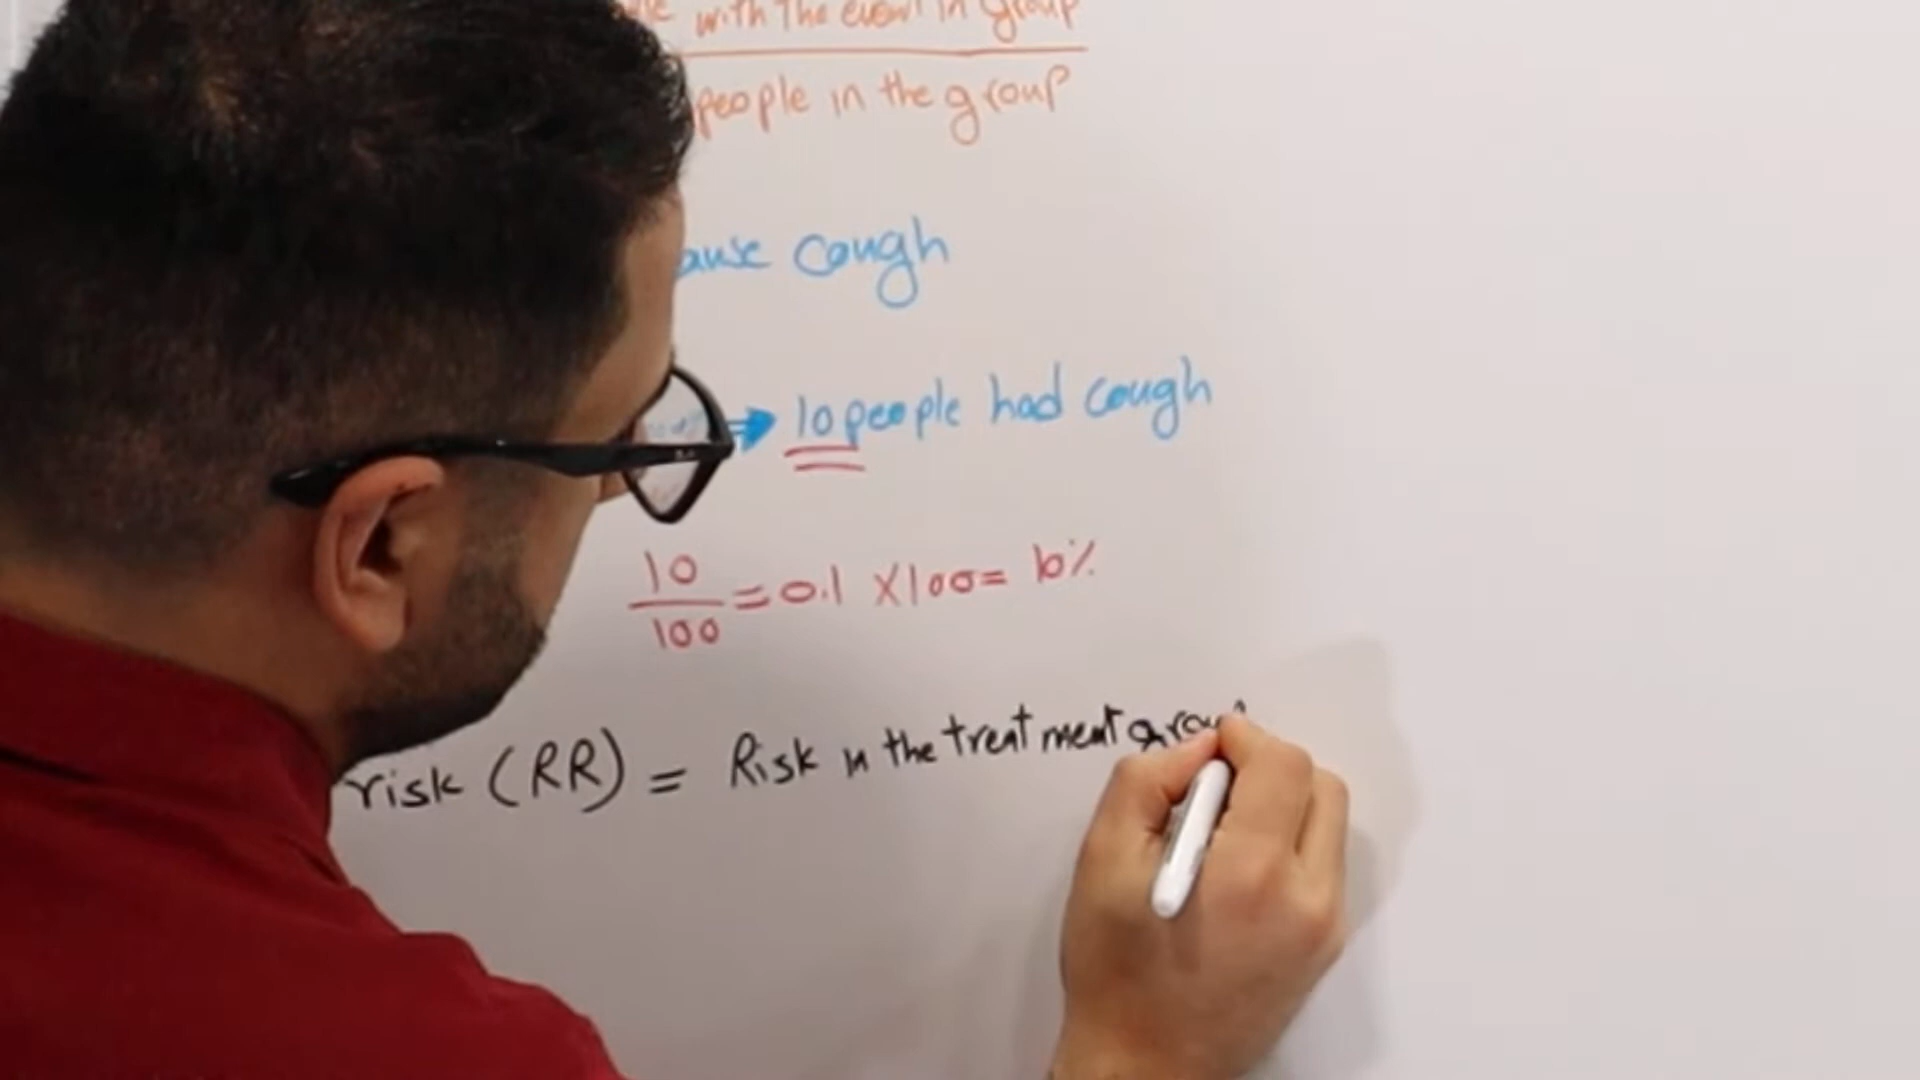 with the event in group
people in the group
ause cough
10 people had cough
10
100
=0.1 X100= 10%
risk (RR) = Risk in the treatment group